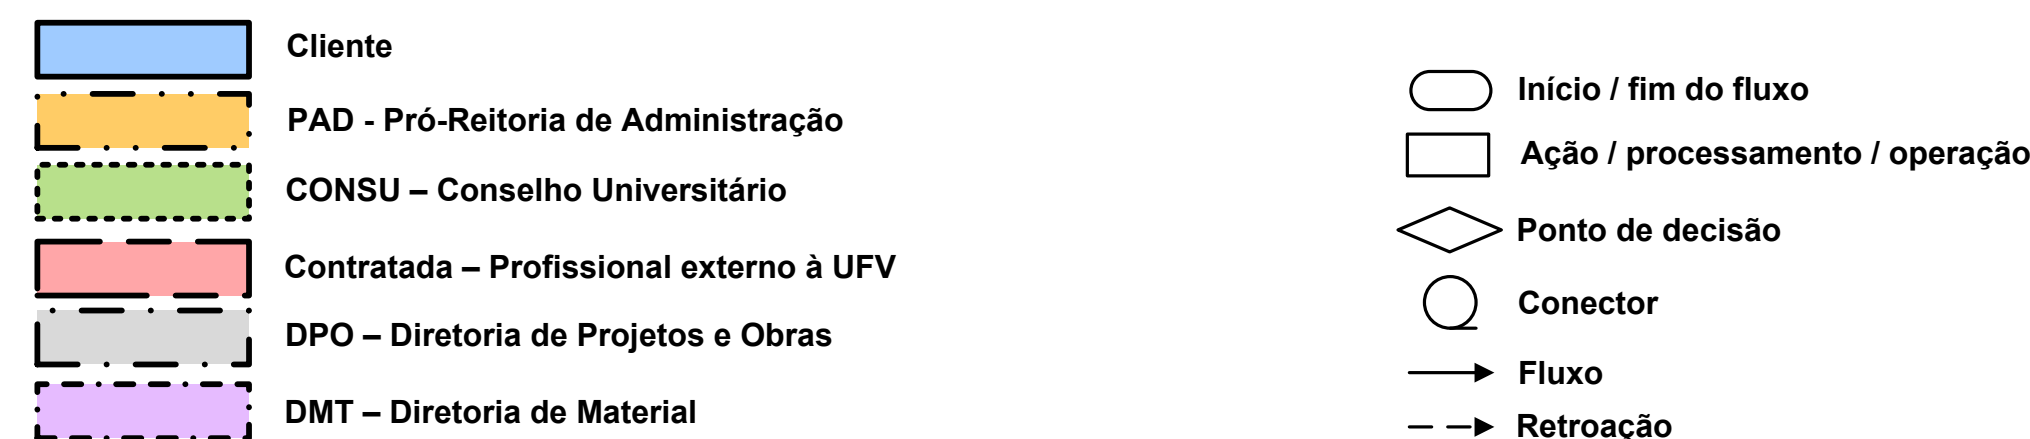 Cliente
PAD - Pró-Reitoria de Administração
CONSU – Conselho Universitário
Contratada – Profissional externo à UFV
DPO – Diretoria de Projetos e Obras
DMT – Diretoria de Material
Início / fim do fluxo
Ação / processamento / operação
Ponto de decisão
Conector
Fluxo
Retroação